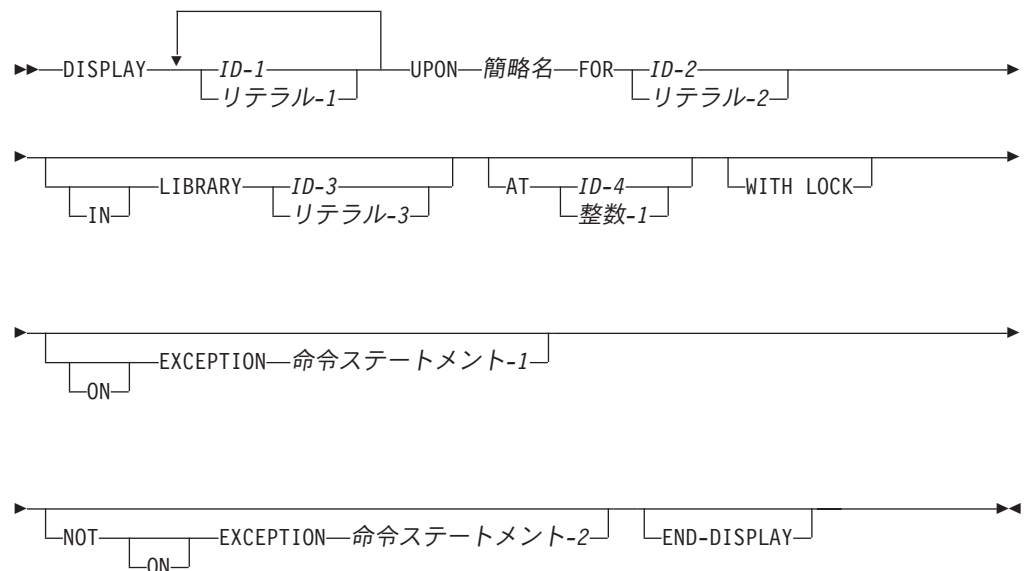 DISPLAY ID-1 UPON 簡略名 FOR ID-2
リテラル-1 リテラル-2
LIBRARY ID-3 AT ID-4 WITH LOCK
IN リテラル-3 整数-1
EXCEPTION 命令ステートメント-1
ON
NOT EXCEPTION 命令ステートメント-2 END-DISPLAY
ON